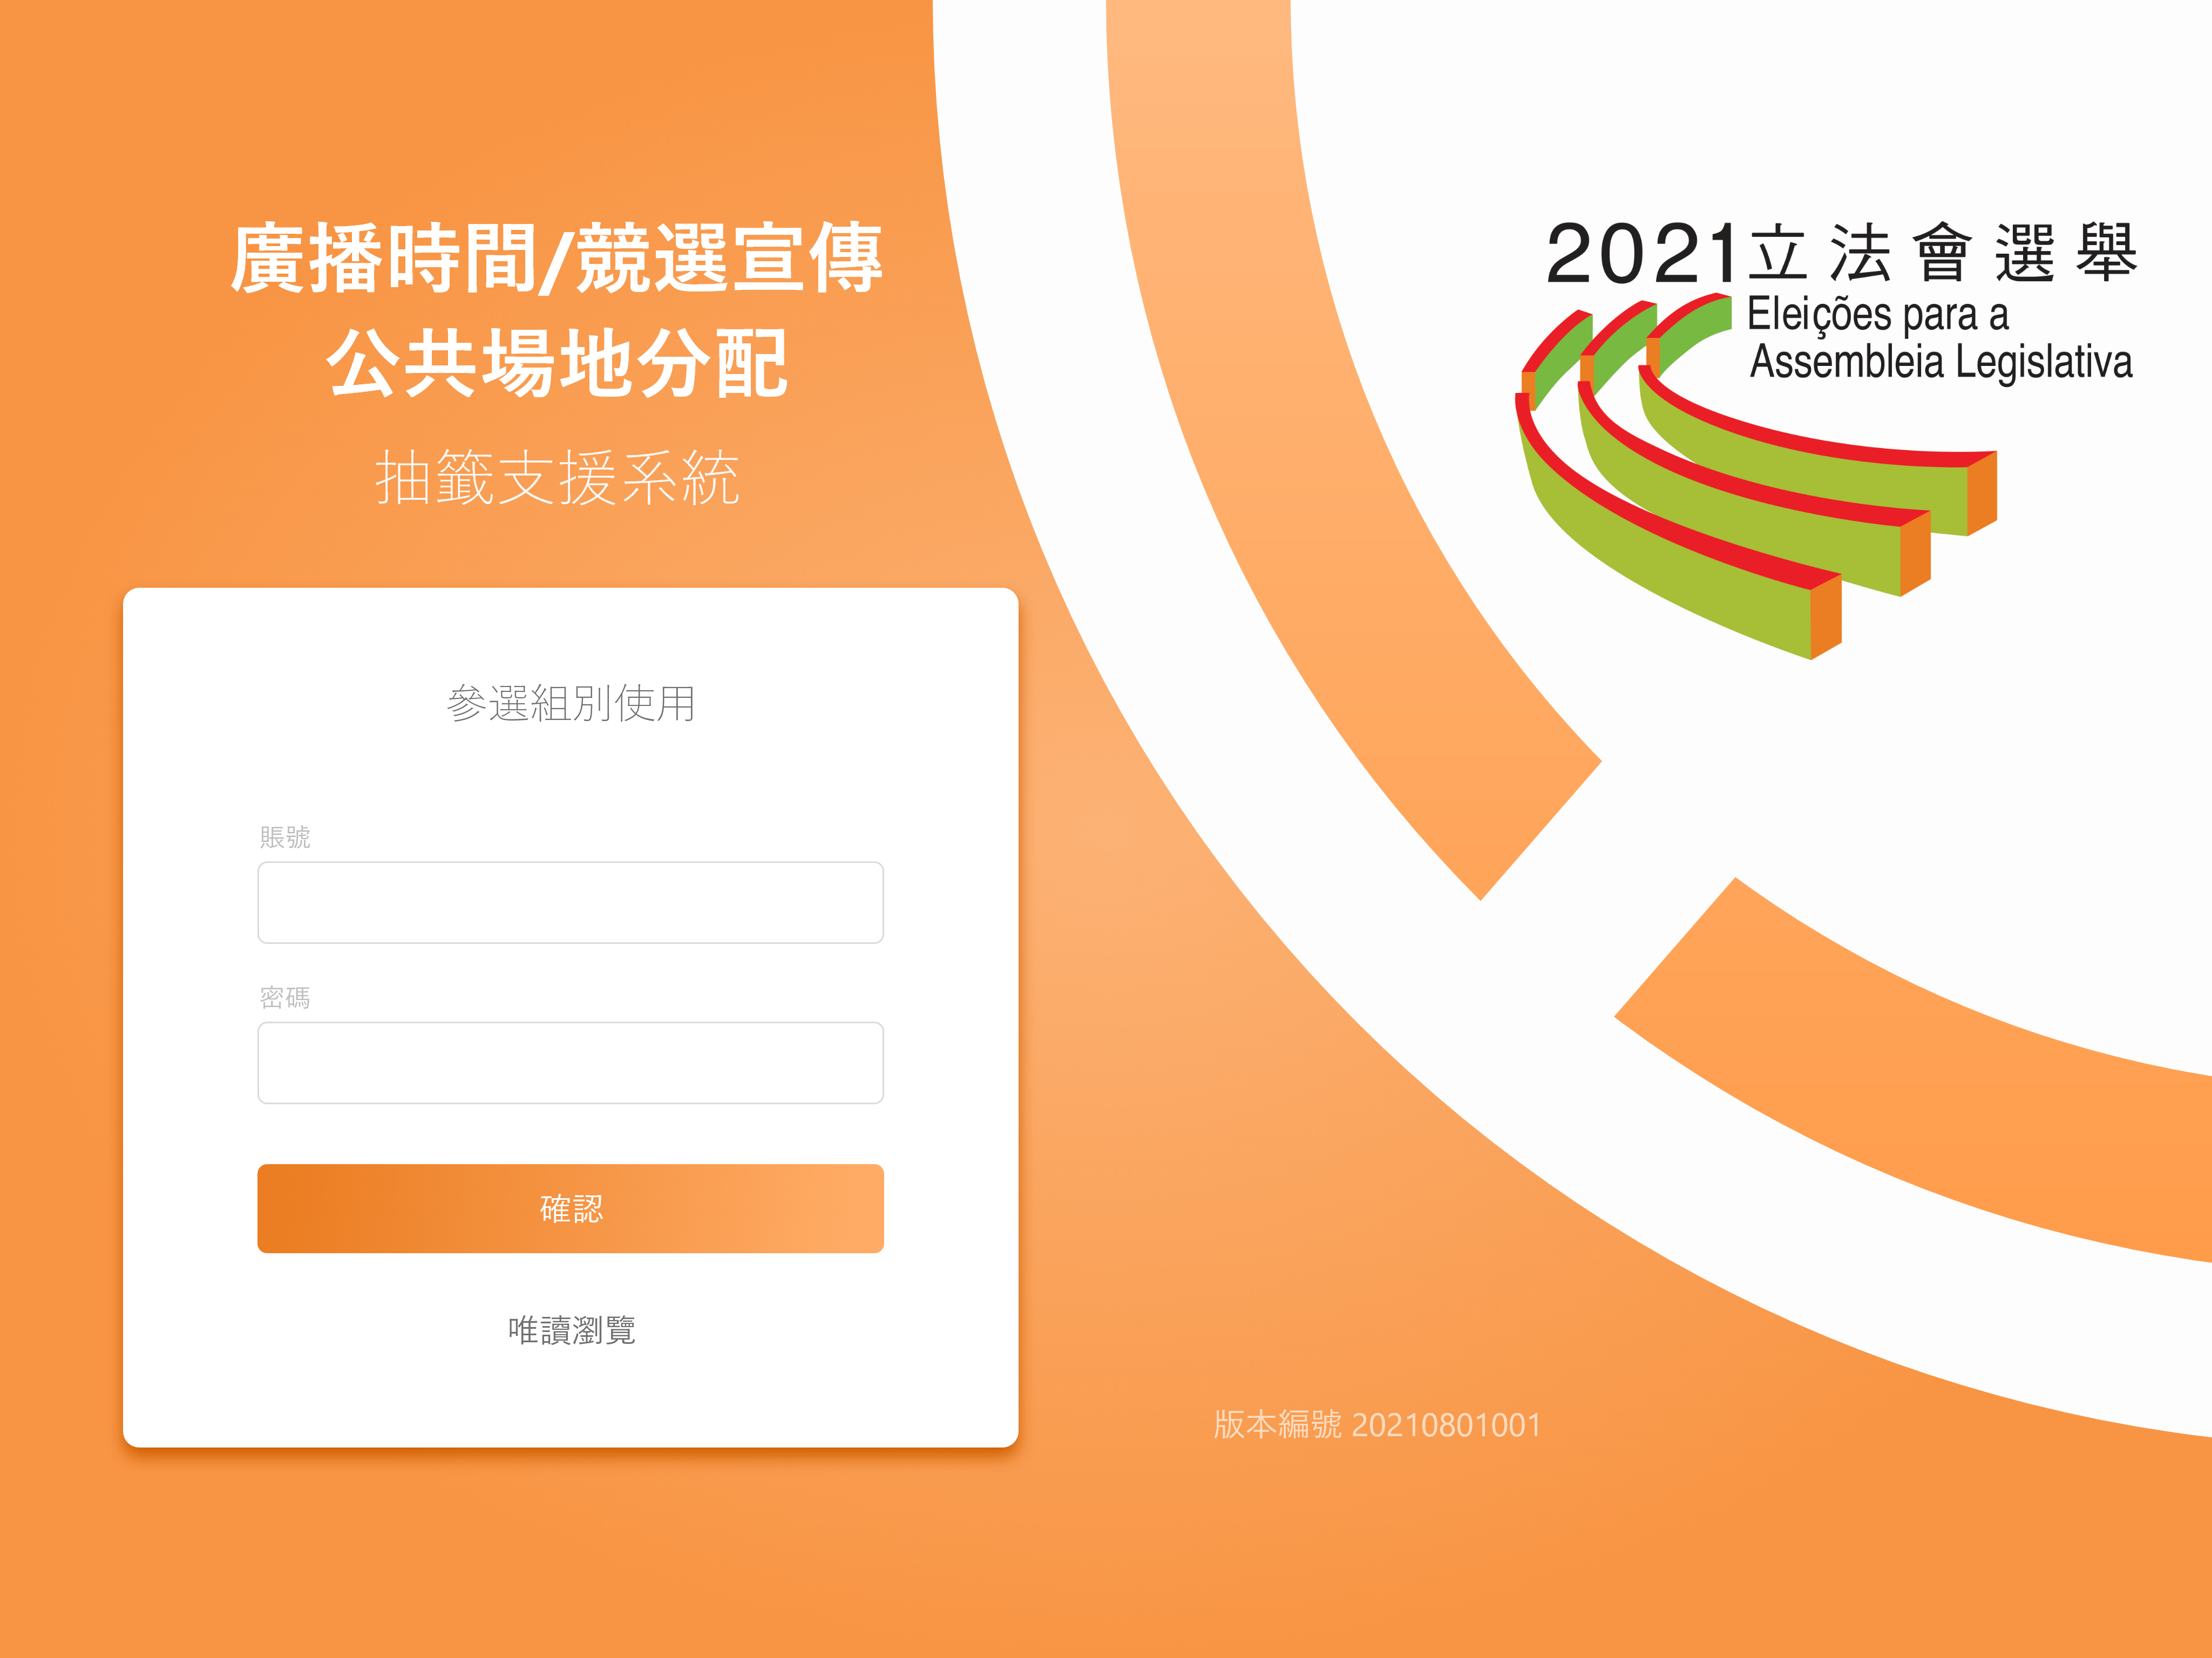 廣播時間/競選宣傳
公共場地分配
抽籤支援系統
2021立法會選舉
Eleições para a
Assembleia Legislativa
參選組別使用
賬號
密碼
確認
唯讀瀏覽
版本編號 20210801001